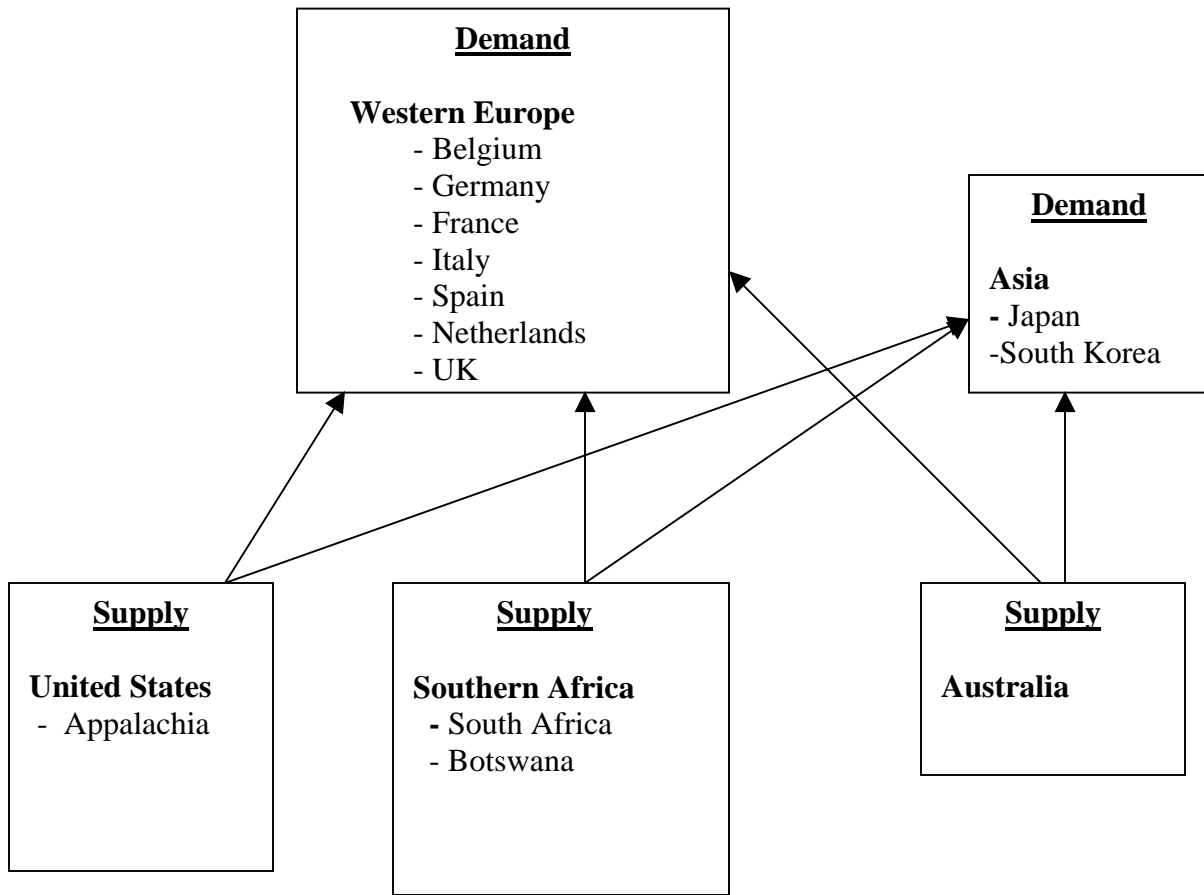 Demand
Western Europe
- Belgium
- Germany
- France
- Italy
- Spain
- Netherlands
- UK
Demand
Asia
- Japan
-South Korea
Supply
United States
- Appalachia
Supply
Southern Africa
- South Africa
- Botswana
Supply
Australia